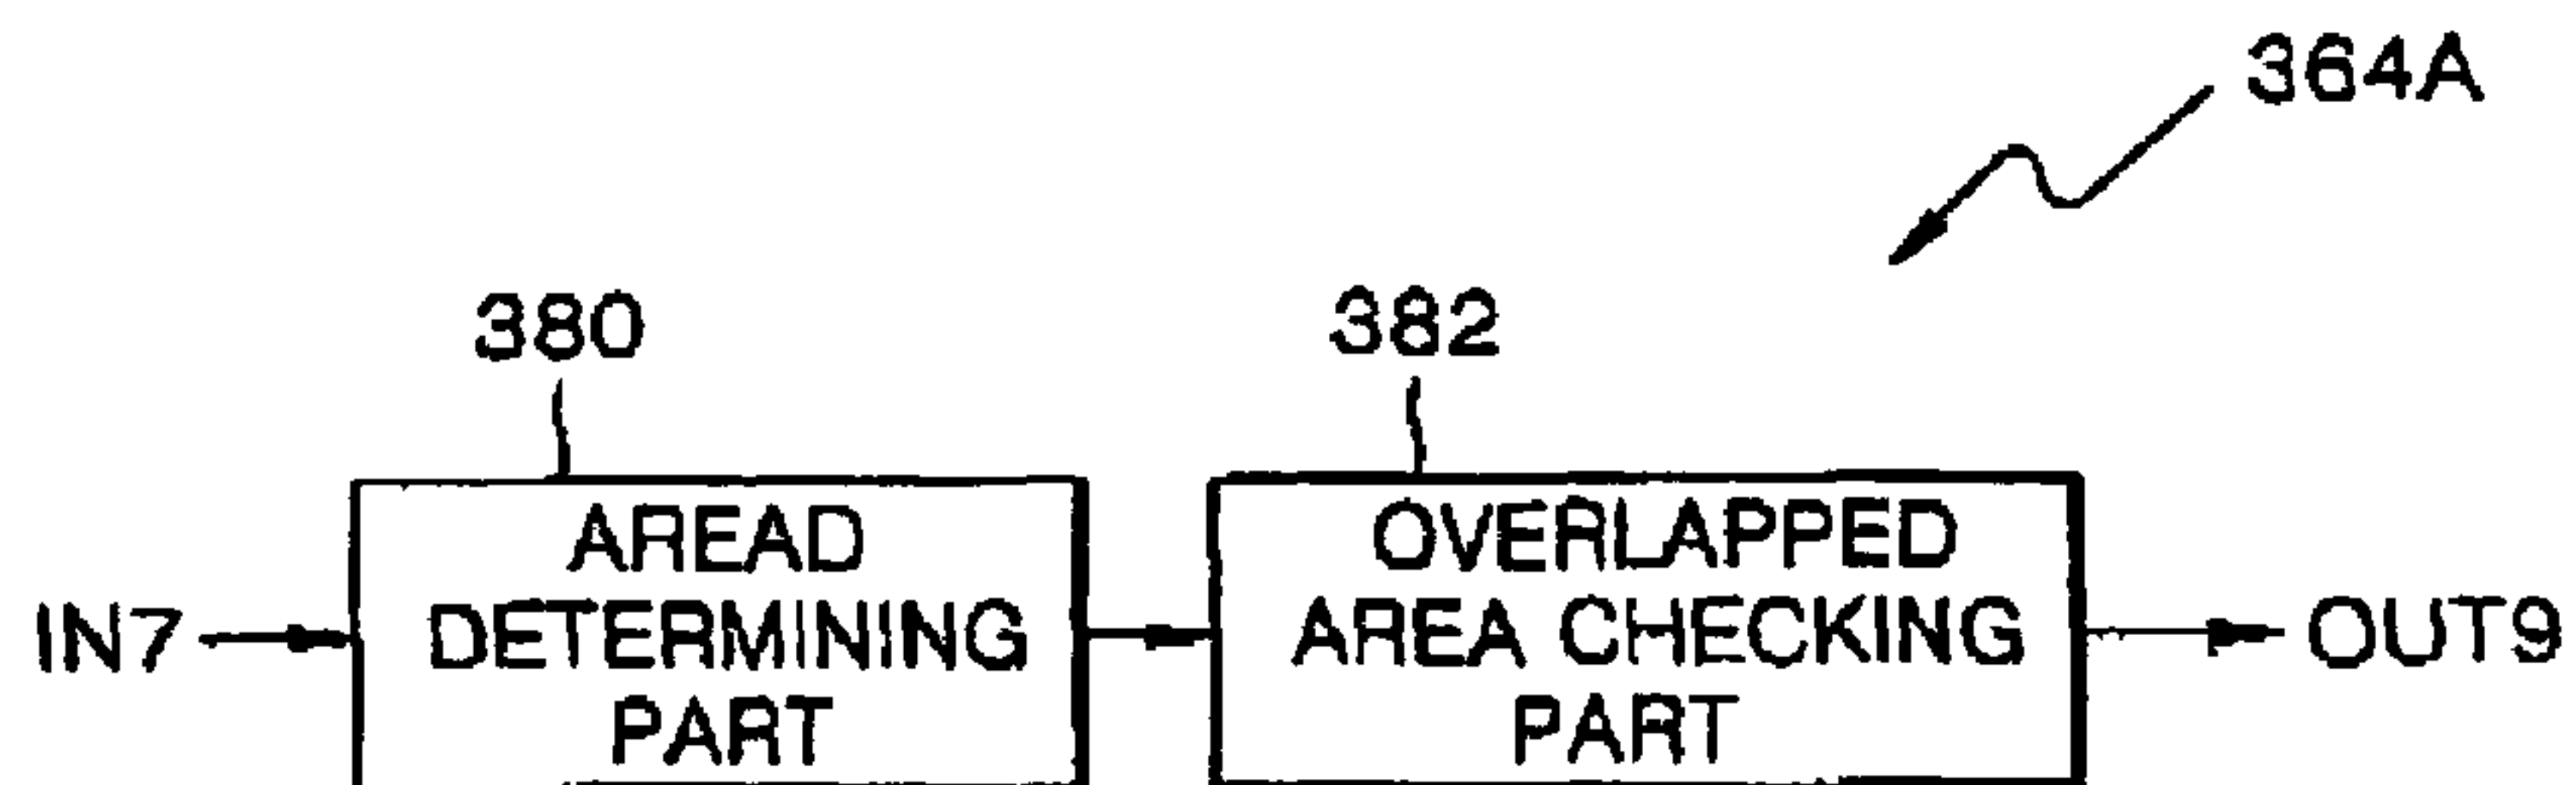 364A
380
382
IN7
AREAD
DETERMINING
PART
OVERLAPPED
AREA CHECKING
PART
OUT9